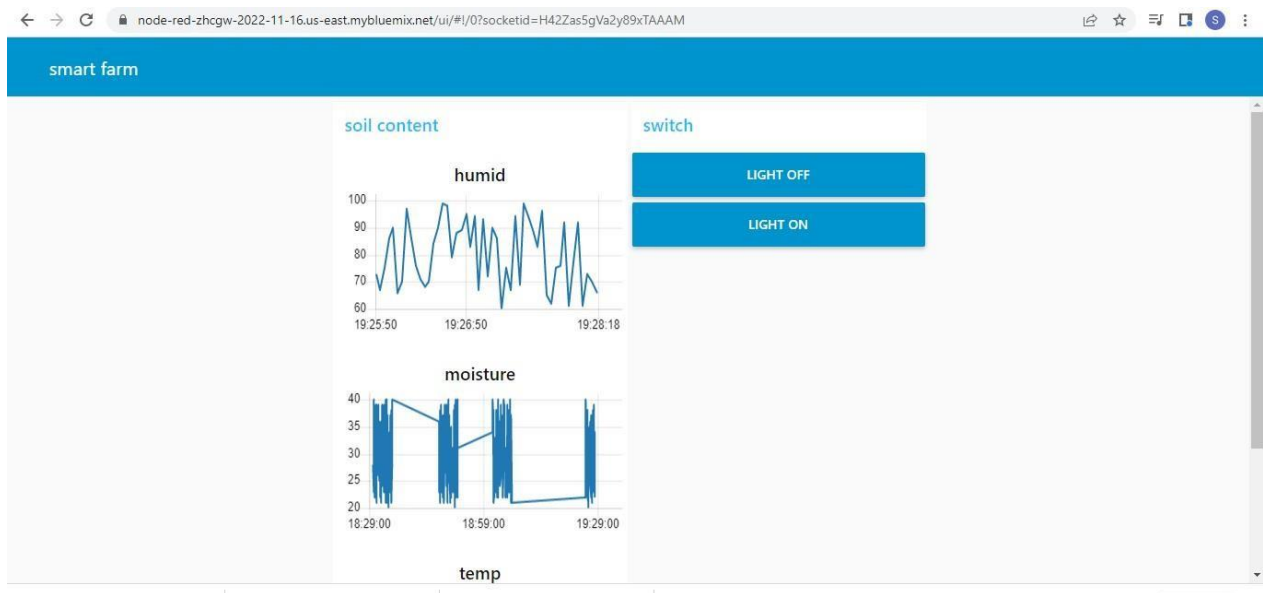 node-red-zhcgw-2022-11-16.us-east.mybluemix.net/ui/#!/0?socketid=H42Zas5gVa2y89xTAAAM
S
smart farm
soil content
humid
100
90
80
70
60
19:25:50 19:26:50 19:28:18
moisture
40
35
30
25
20
18:29:00 18:59:00 19:29:00
temp
switch
LIGHT OFF
LIGHT ON